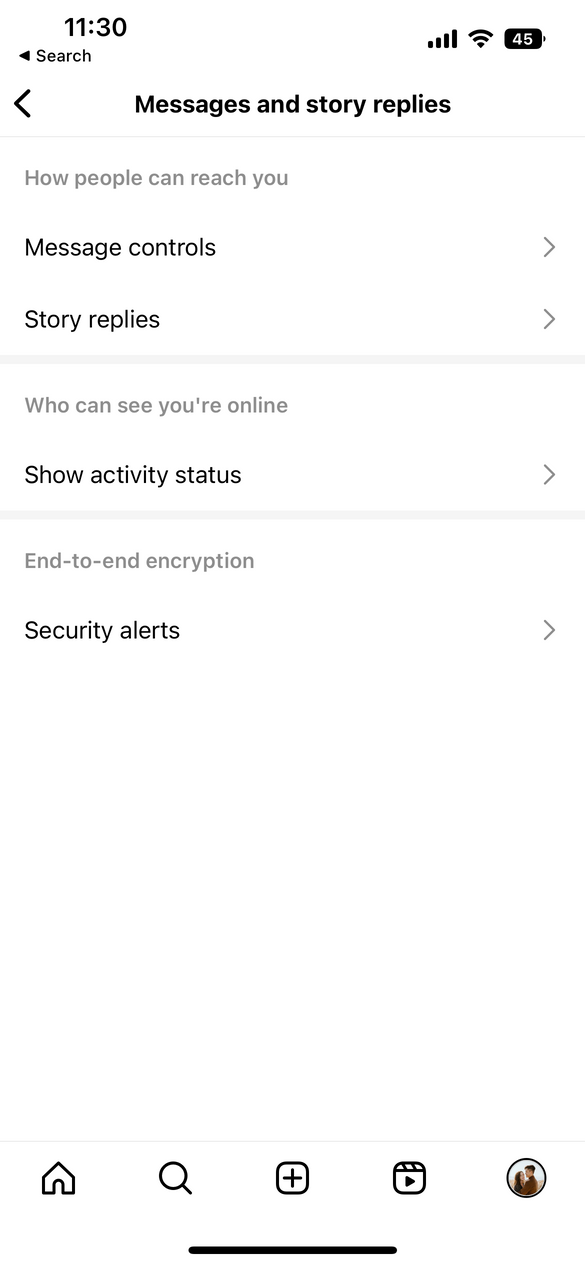 11:30
45
Search
Messages and story replies
How people can reach you
Message controls
Story replies
Who can see you're online
Show activity status
End-to-end encryption
Security alerts